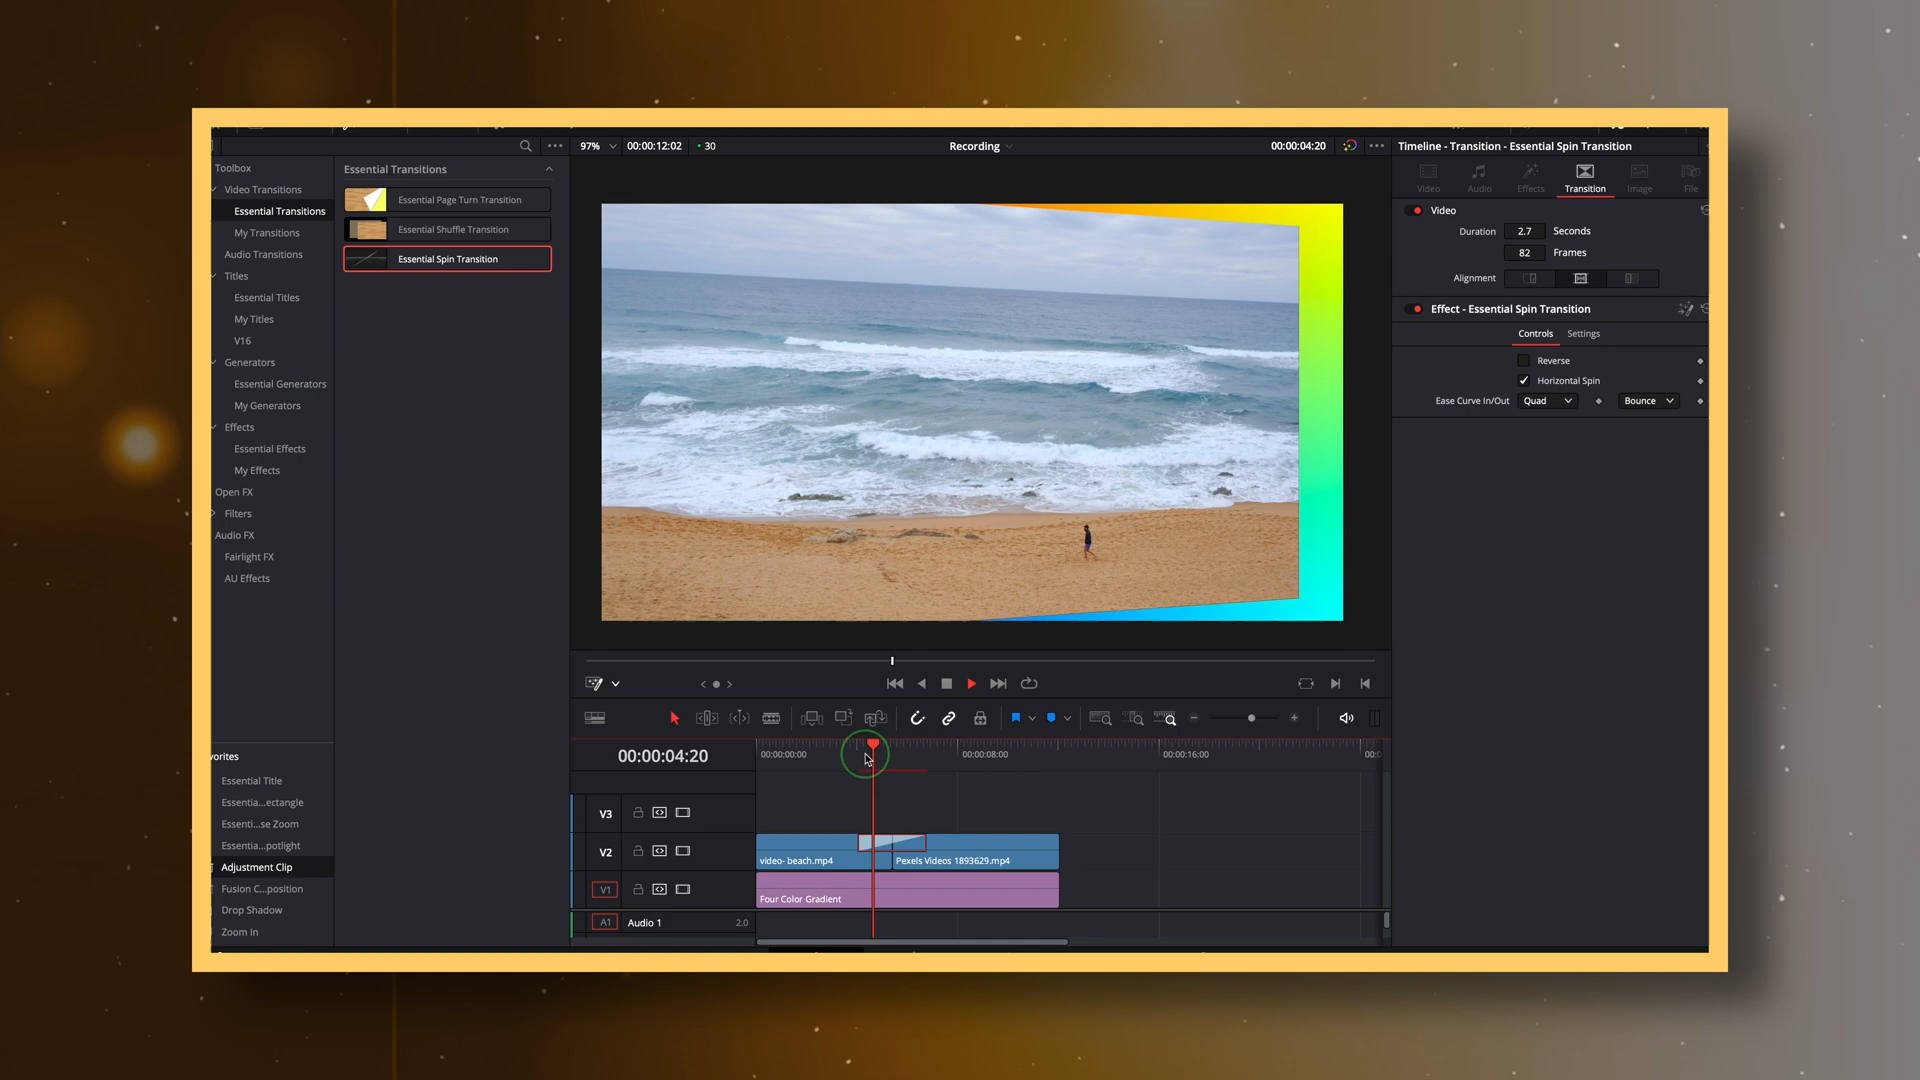 97%
00:00:12:02
30
Recording
00:00:04:20
Timeline - Transition - Essential Spin Transition
Toolbox
Video Transitions
Essential Transitions
My Transitions
Audio Transitions
Titles
Essential Titles
My Titles
V16
Generators
Essential Generators
My Generators
Effects
Essential Effects
My Effects
Open FX
Filters
Audio FX
Fairlight FX
AU Effects
Essential Transitions
Essential Page Turn Transition
Essential Shuffle Transition
Essential Spin Transition
Video
Audio
Effects
Transition
Image
File
Video
Duration 2.7 Seconds
82 Frames
Alignment
Effect - Essential Spin Transition
Controls Settings
Reverse
Horizontal Spin
Ease Curve In/Out Quad Bounce
vorites
Essential Title
Essentia...ectangle
Essenti...se Zoom
Essentia...potlight
Adjustment Clip
Fusion C...position
Drop Shadow
Zoom In
00:00:04:20
00:00:00:00
00:00:08:00
00:00:16:00
00:0
V3
V2
video- beach.mp4
Pexels Videos 1893629.mp4
V1
Four Color Gradient
A1 Audio 1 2.0